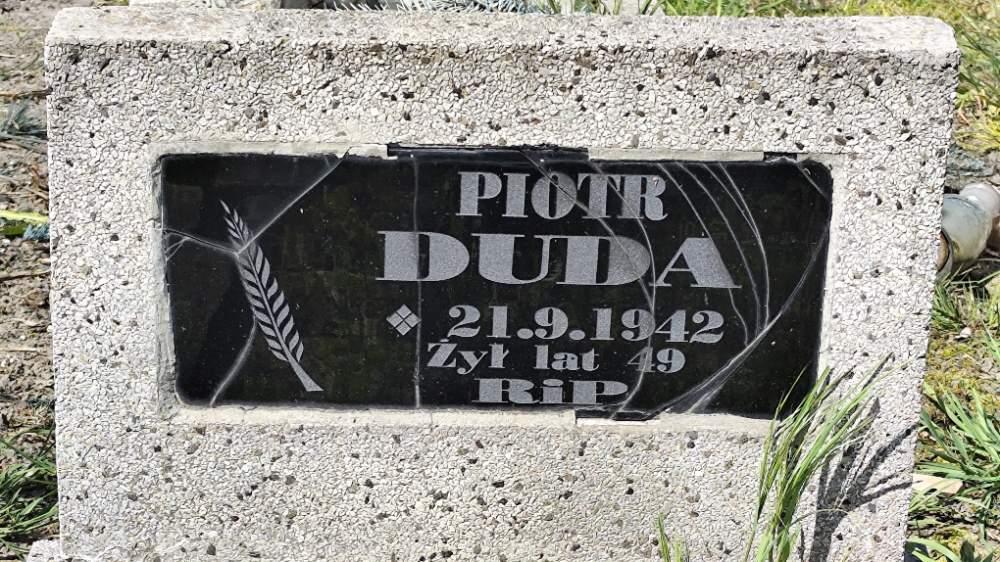 PIOTR
DUDA
21.9.1942
Żył lat 49
RiP